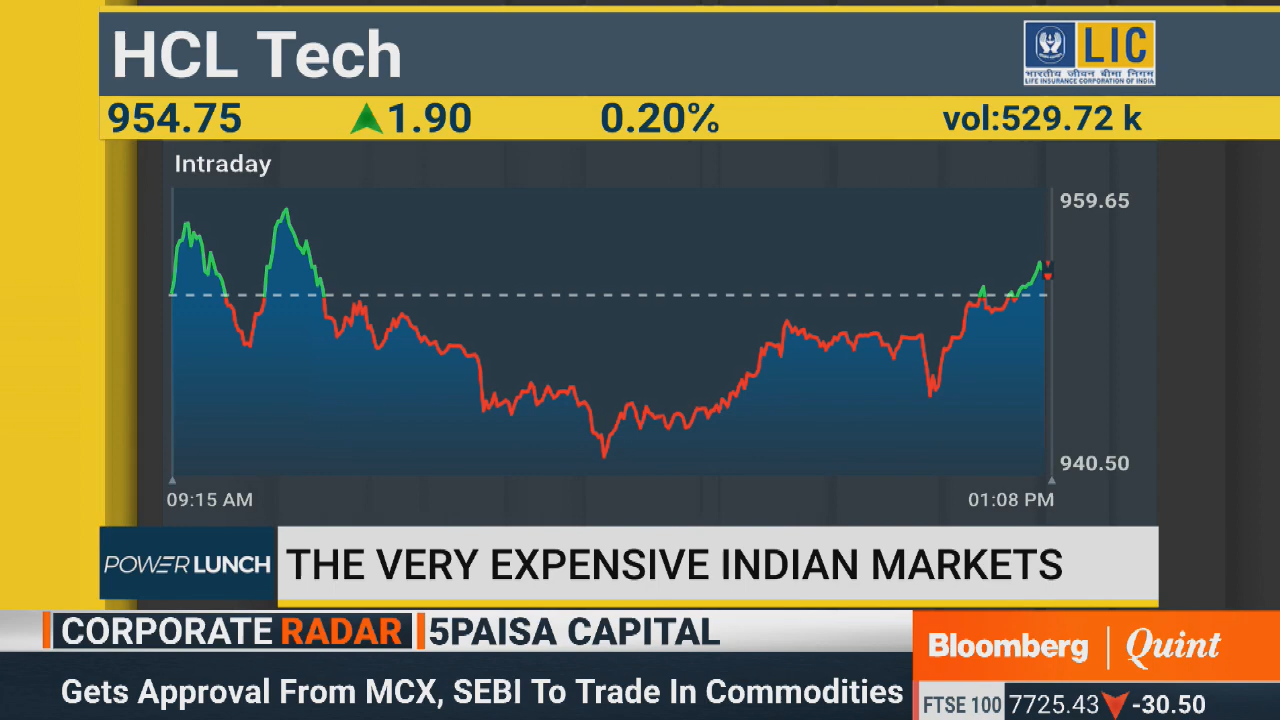 HCL Tech
LIC
भारतीय जीवन बीमा निगम
LIFE INSURANCE CORPORATION OF INDIA
954.75 1.90 0.20% vol:529.72 k
Intraday
959.65
940.50
09:15 AM 01:08 PM
POWER LUNCH THE VERY EXPENSIVE INDIAN MARKETS
CORPORATE RADAR 5PAISA CAPITAL
Gets Approval From MCX, SEBI To Trade In Commodities
Bloomberg | Quint
FTSE 100 7725.43 -30.50